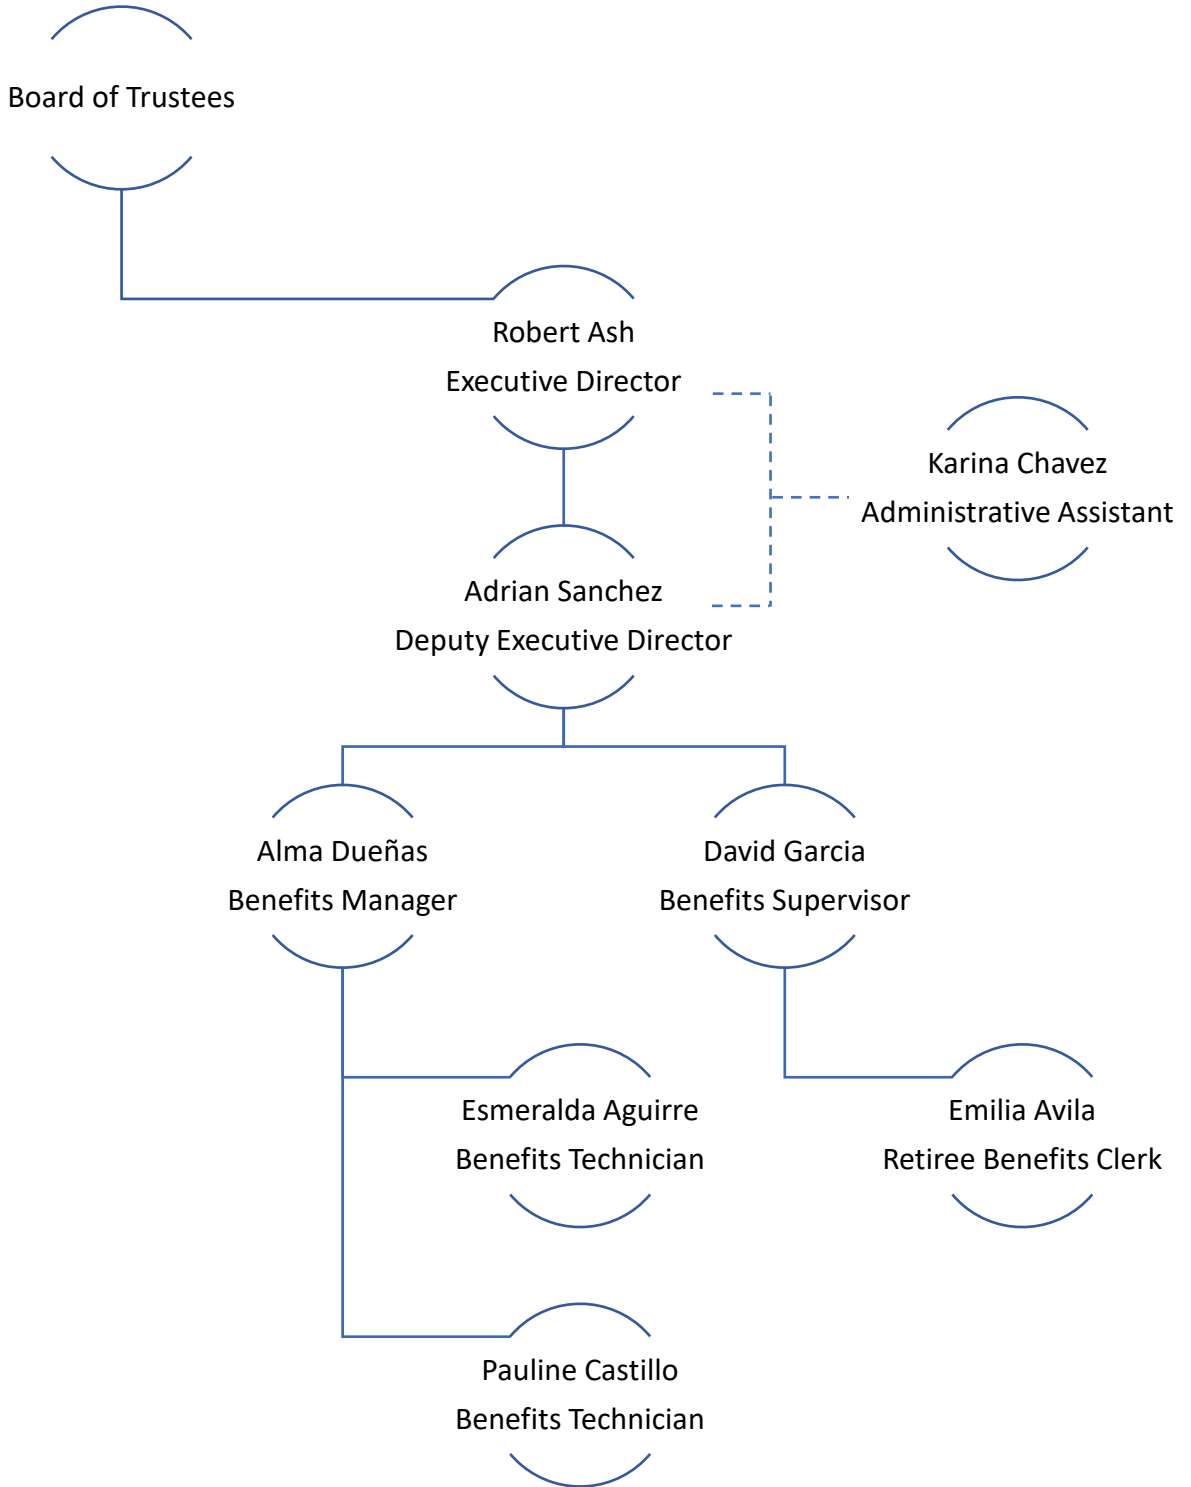 Board of Trustees
Robert Ash
Executive Director
Karina Chavez
Administrative Assistant
Adrian Sanchez
Deputy Executive Director
Alma Dueñas
Benefits Manager
David Garcia
Benefits Supervisor
Esmeralda Aguirre
Benefits Technician
Emilia Avila
Retiree Benefits Clerk
Pauline Castillo
Benefits Technician